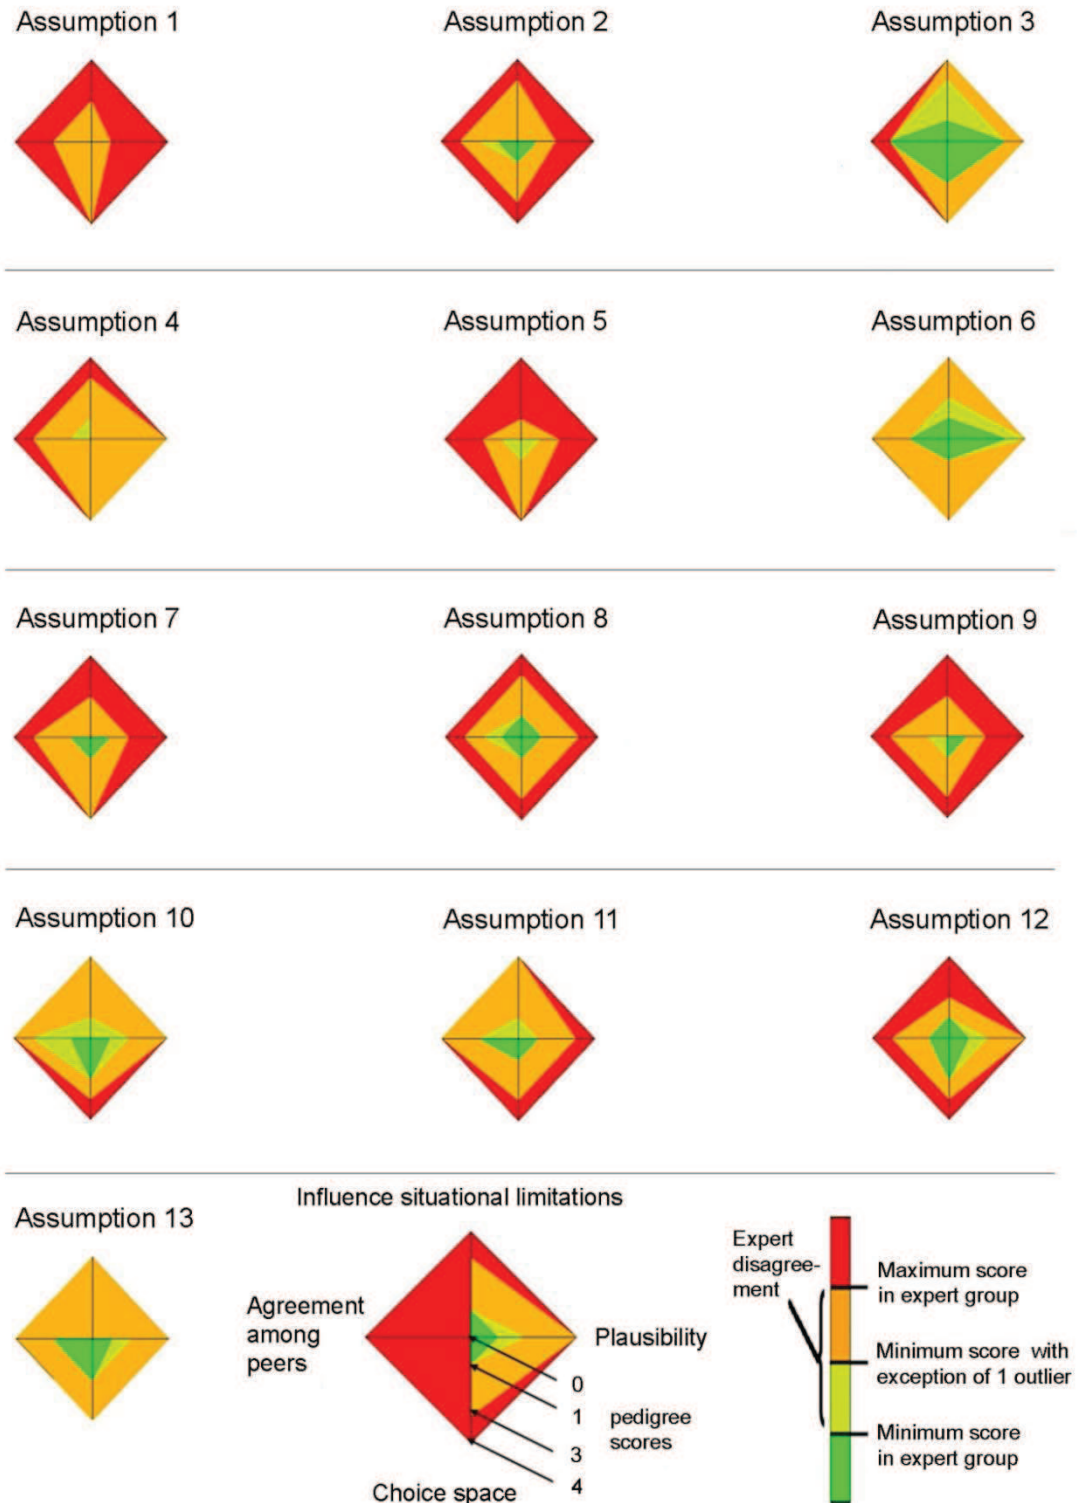 Assumption 1
Assumption 2
Assumption 3
Assumption 4
Assumption 5
Assumption 6
Assumption 7
Assumption 8
Assumption 9
Assumption 10
Assumption 11
Assumption 12
Assumption 13
Influence situational limitations
Agreement
among
peers
Plausibility
0
1
3
4
pedigree
scores
Choice space
Expert
disagree-
ment
Maximum score
in expert group
Minimum score with
exception of 1 outlier
Minimum score
in expert group